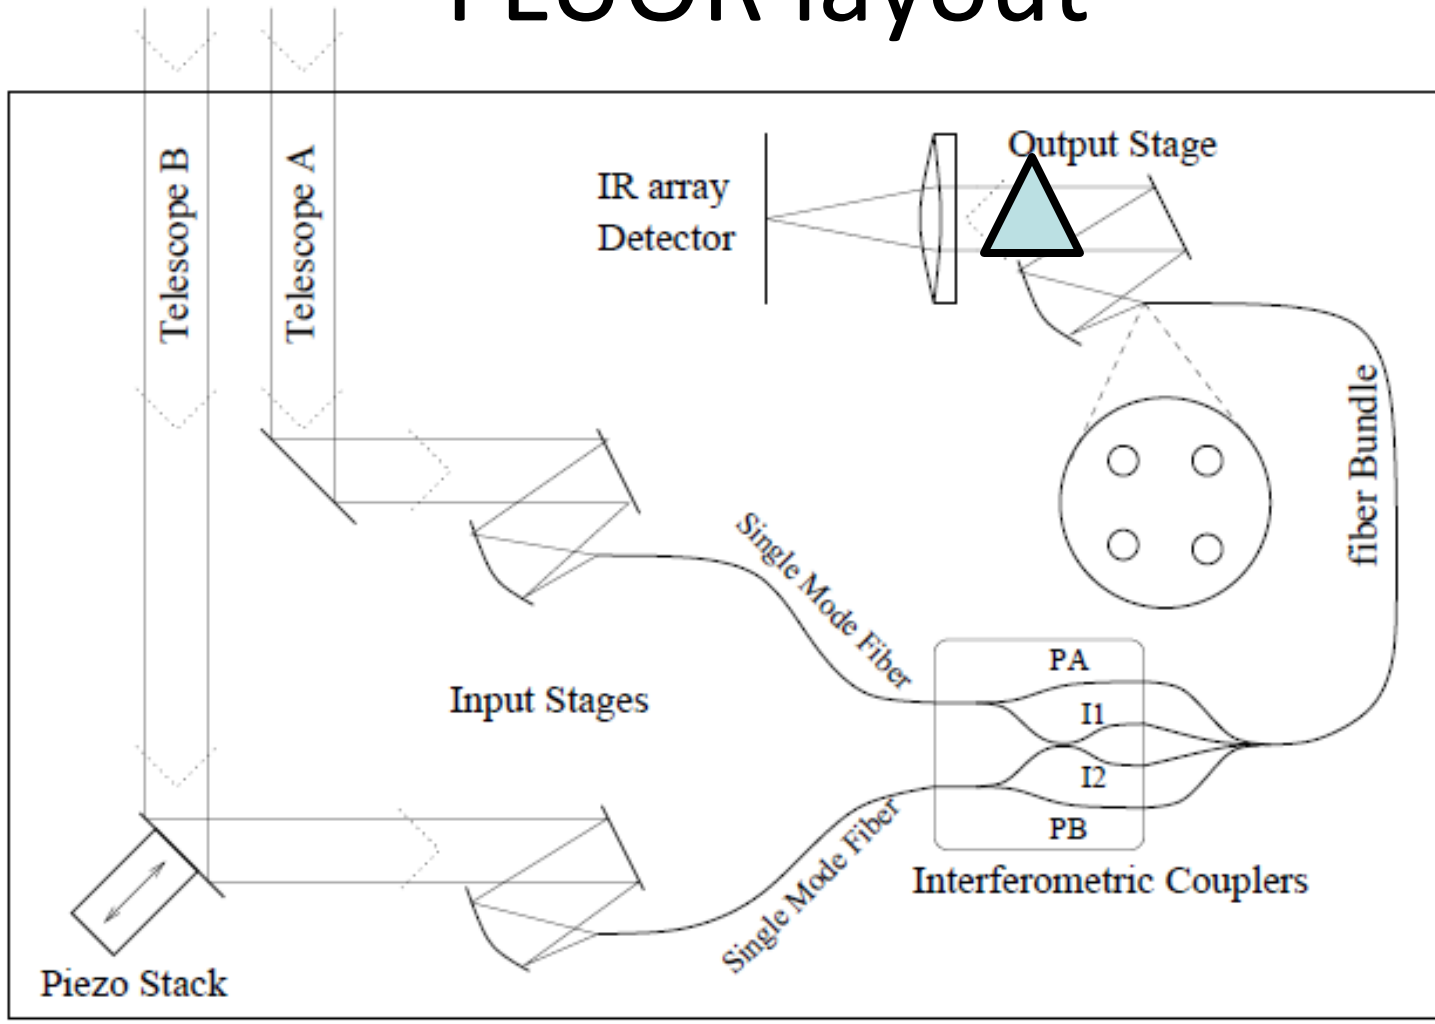 FLUOR layout
Telescope B
Telescope A
IR array
Detector
Output Stage
fiber Bundle
Single Mode Fiber
Input Stages
PA
I1
I2
PB
Single Mode Fiber
Interferometric Couplers
Piezo Stack